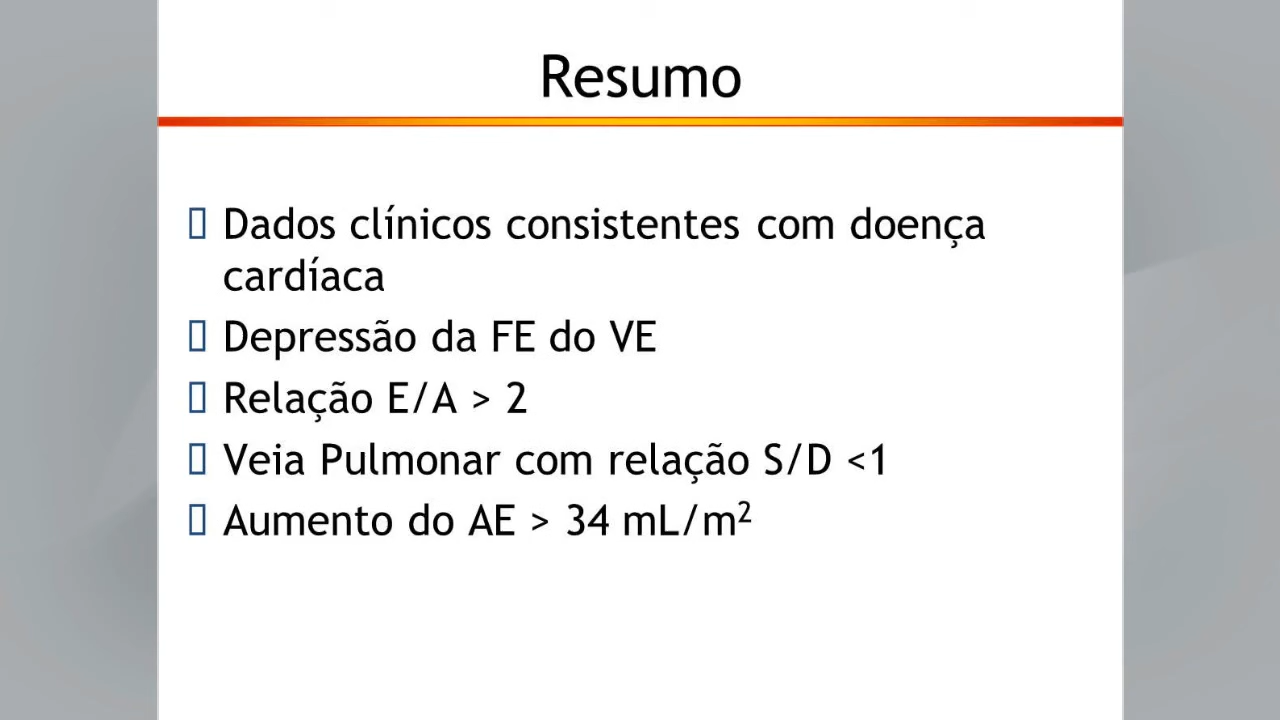 Resumo
Dados clínicos consistentes com doença
cardíaca
Depressão da FE do VE
Relação E/A > 2
Veia Pulmonar com relação S/D <1
Aumento do AE > 34 mL/m²